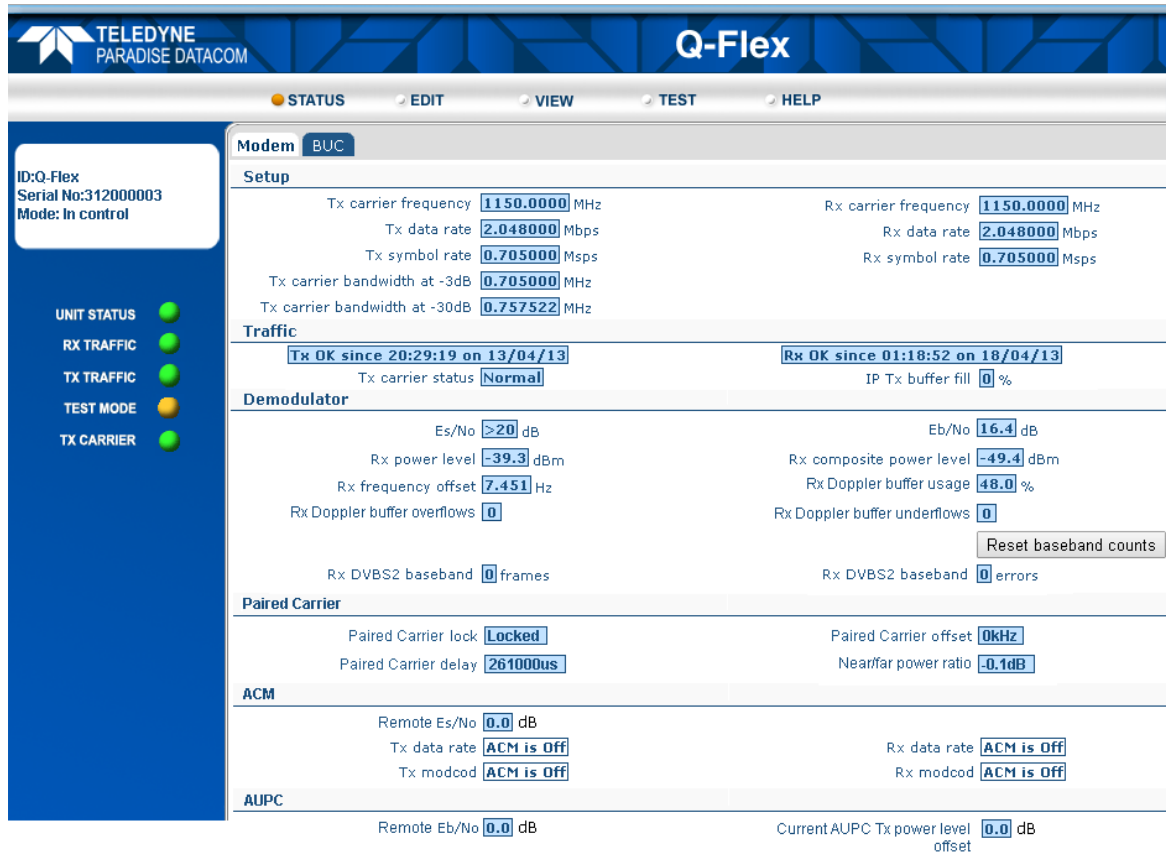 TELEDYNE
PARADISE DATACOM
Q-Flex
STATUS EDIT VIEW TEST HELP
ID:Q-Flex
Serial No:312000003
Mode: In control
UNIT STATUS
RX TRAFFIC
TX TRAFFIC
TEST MODE
TX CARRIER
Modem BUC
Setup
Tx carrier frequency 1150.0000 MHz Rx carrier frequency 1150.0000 MHz
Tx data rate 2.048000 Mbps Rx data rate 2.048000 Mbps
Tx symbol rate 0.705000 Msps Rx symbol rate 0.705000 Msps
Tx carrier bandwidth at -3dB 0.705000 MHz
Tx carrier bandwidth at -30dB 0.757522 MHz
Traffic
Tx OK since 20:29:19 on 13/04/13 Rx OK since 01:18:52 on 18/04/13
Tx carrier status Normal IP Tx buffer fill 0 %
Demodulator
Es/No >20 dB Eb/No 16.4 dB
Rx power level -39.3 dBm Rx composite power level -49.4 dBm
Rx frequency offset 7.451 Hz Rx Doppler buffer usage 48.0 %
Rx Doppler buffer overflows 0 Rx Doppler buffer underflows 0
Reset baseband counts
Rx DVBS2 baseband 0 frames Rx DVBS2 baseband 0 errors
Paired Carrier
Paired Carrier lock Locked Paired Carrier offset 0kHz
Paired Carrier delay 261000us Near/far power ratio -0.1dB
ACM
Remote Es/No 0.0 dB
Tx data rate ACM is Off Rx data rate ACM is Off
Tx modcod ACM is Off Rx modcod ACM is Off
AUPC
Remote Eb/No 0.0 dB Current AUPC Tx power level 0.0 dB
offset